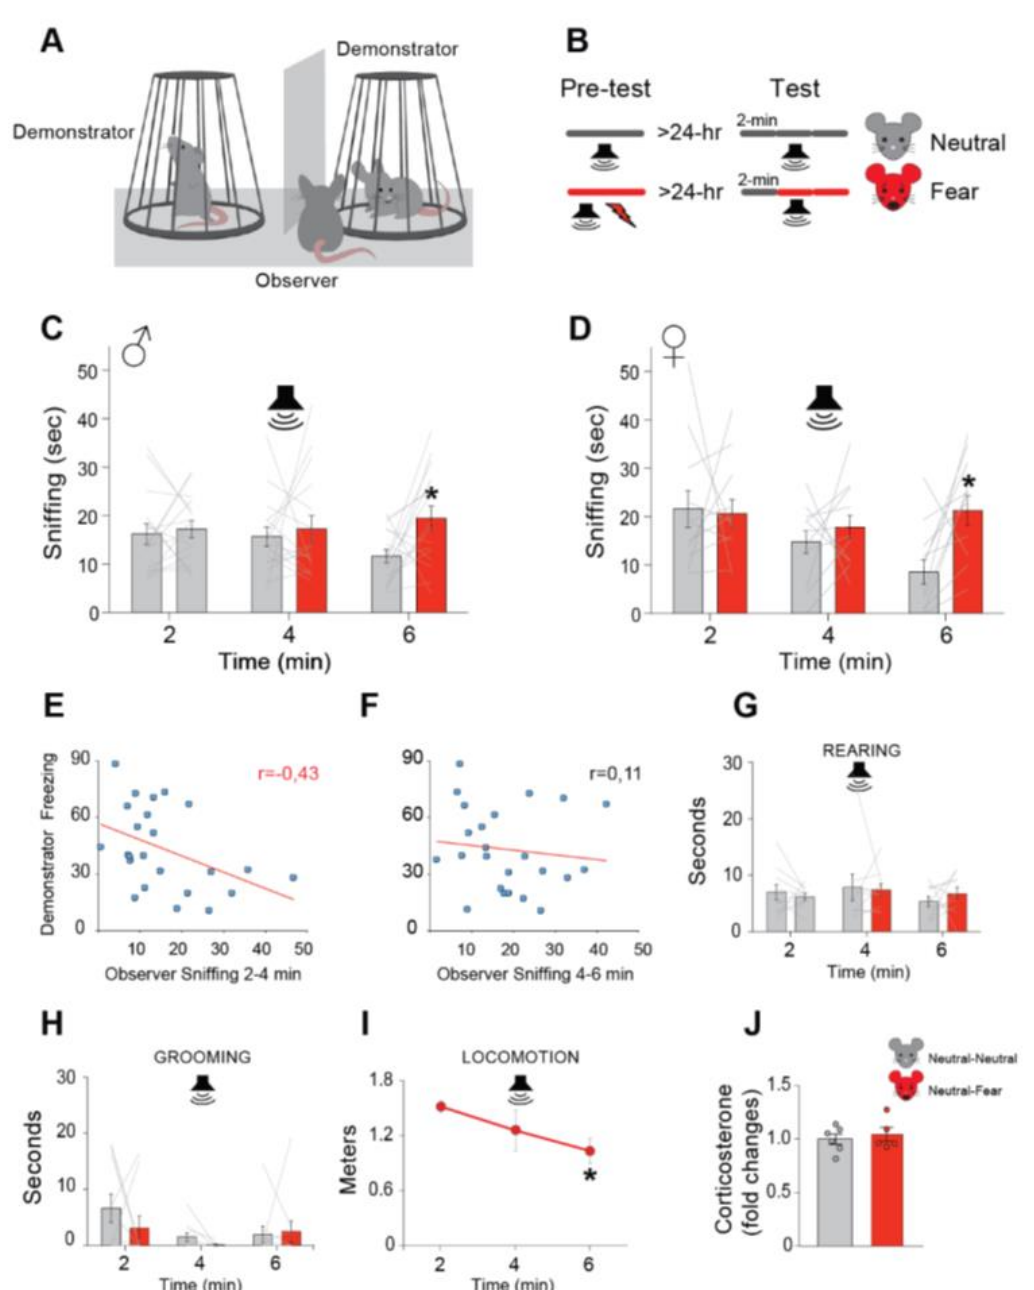 A
Demonstrator
Demonstrator
Observer
B
Pre-test
Test
>24-hr
2-min
Neutral
>24-hr
2-min
Fear
C
♂
Sniffing (sec)
50
40
30
20
10
0
*
2
4
6
Time (min)
D
♀
Sniffing (sec)
50
40
30
20
10
0
*
2
4
6
Time (min)
E
Demonstrator Freezing
90
60
30
0
r=-0,43
10
20
30
40
50
Observer Sniffing 2-4 min
F
90
60
30
0
r=0,11
10
20
30
40
50
Observer Sniffing 4-6 min
G
REARING
Seconds
30
20
10
0
2
4
6
Time (min)
H
GROOMING
Seconds
30
20
10
0
2
4
6
Time (min)
I
LOCOMOTION
Meters
1.8
1.2
0.6
0
*
2
4
6
Time (min)
J
Neutral-Neutral
Neutral-Fear
Corticosterone
(fold changes)
1.5
1.0
0.5
0